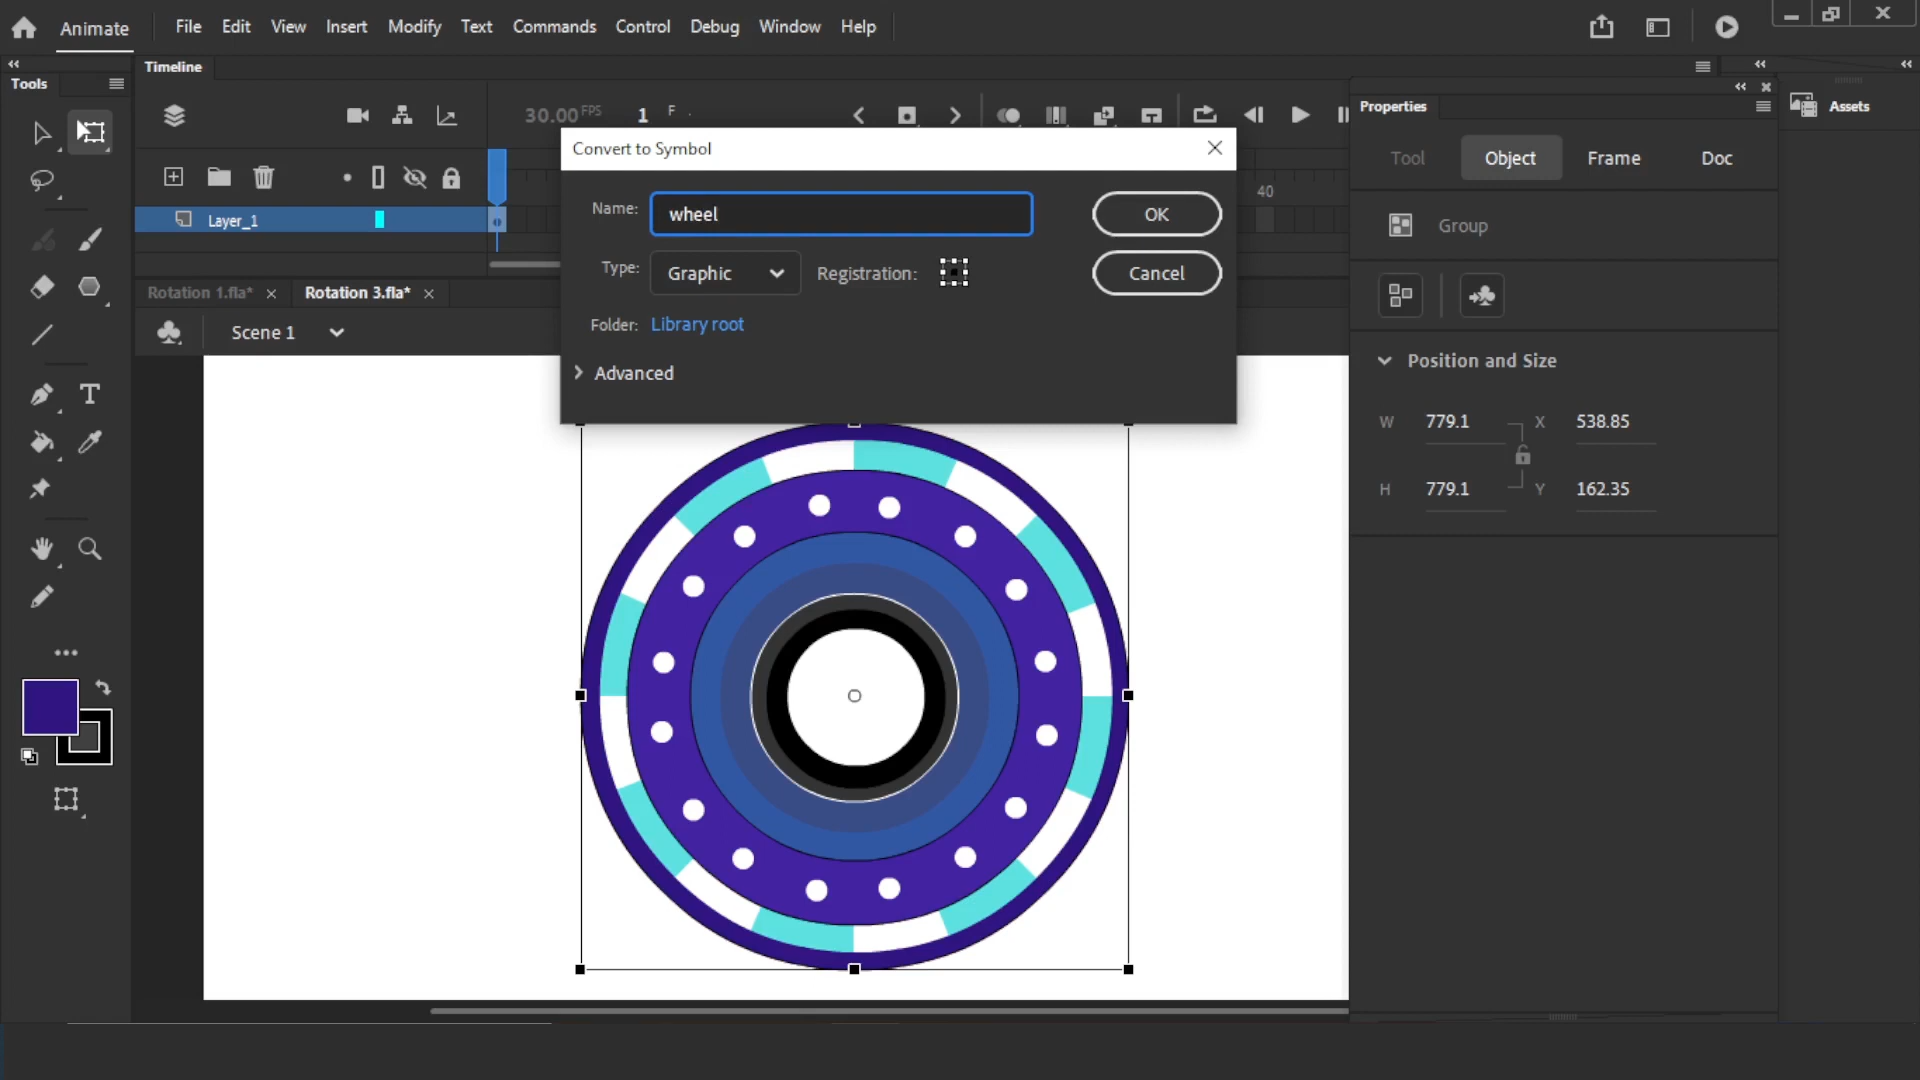 Animate File Edit View Insert Modify Text Commands Control Debug Window Help
Timeline
Tools
30.00 FPS 1 F
Properties
Assets
Convert to Symbol
Tool Object Frame Doc
Name: wheel OK
40
Layer_1
Group
Type: Graphic Registration: Cancel
Rotation 1.fla* Rotation 3.fla*
Folder: Library root
Scene 1
Advanced
Position and Size
W 779.1 X 538.85
H 779.1 Y 162.35